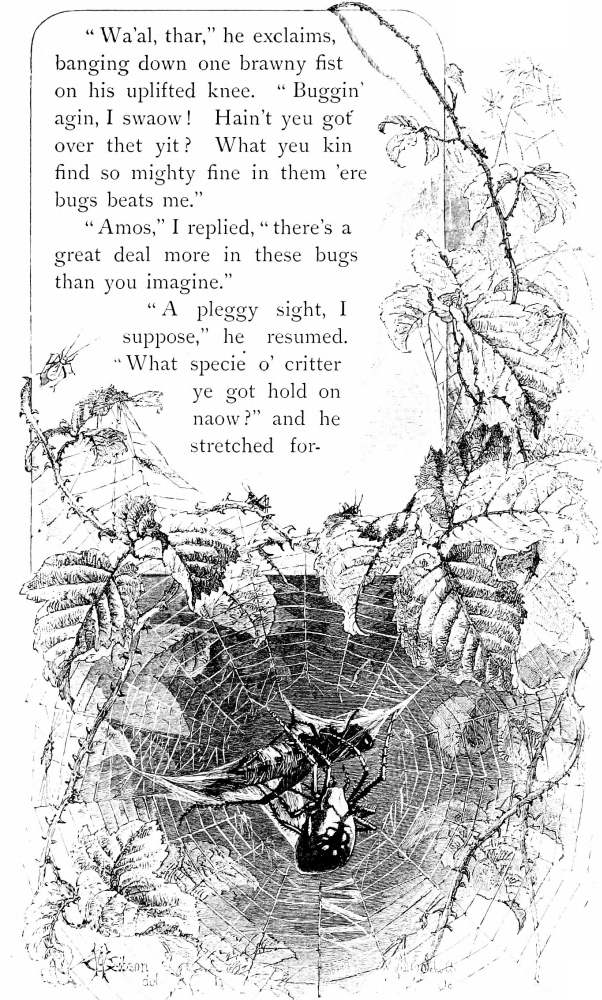 “ Wa'al, thar,” he exclaims,
banging down one brawny fist
on his uplifted knee. “ Buggin'
agin, I swaow ! Hain't yeu got
over thet yit ? What yeu kin
find so mighty fine in them 'ere
bugs beats me.”
“ Amos,” I replied, “ there's a
great deal more in these bugs
than you imagine.”
“ A pleggy sight, I
suppose,” he resumed.
“ What specie o' critter
ye got hold on
naow ?” and he
stretched for-